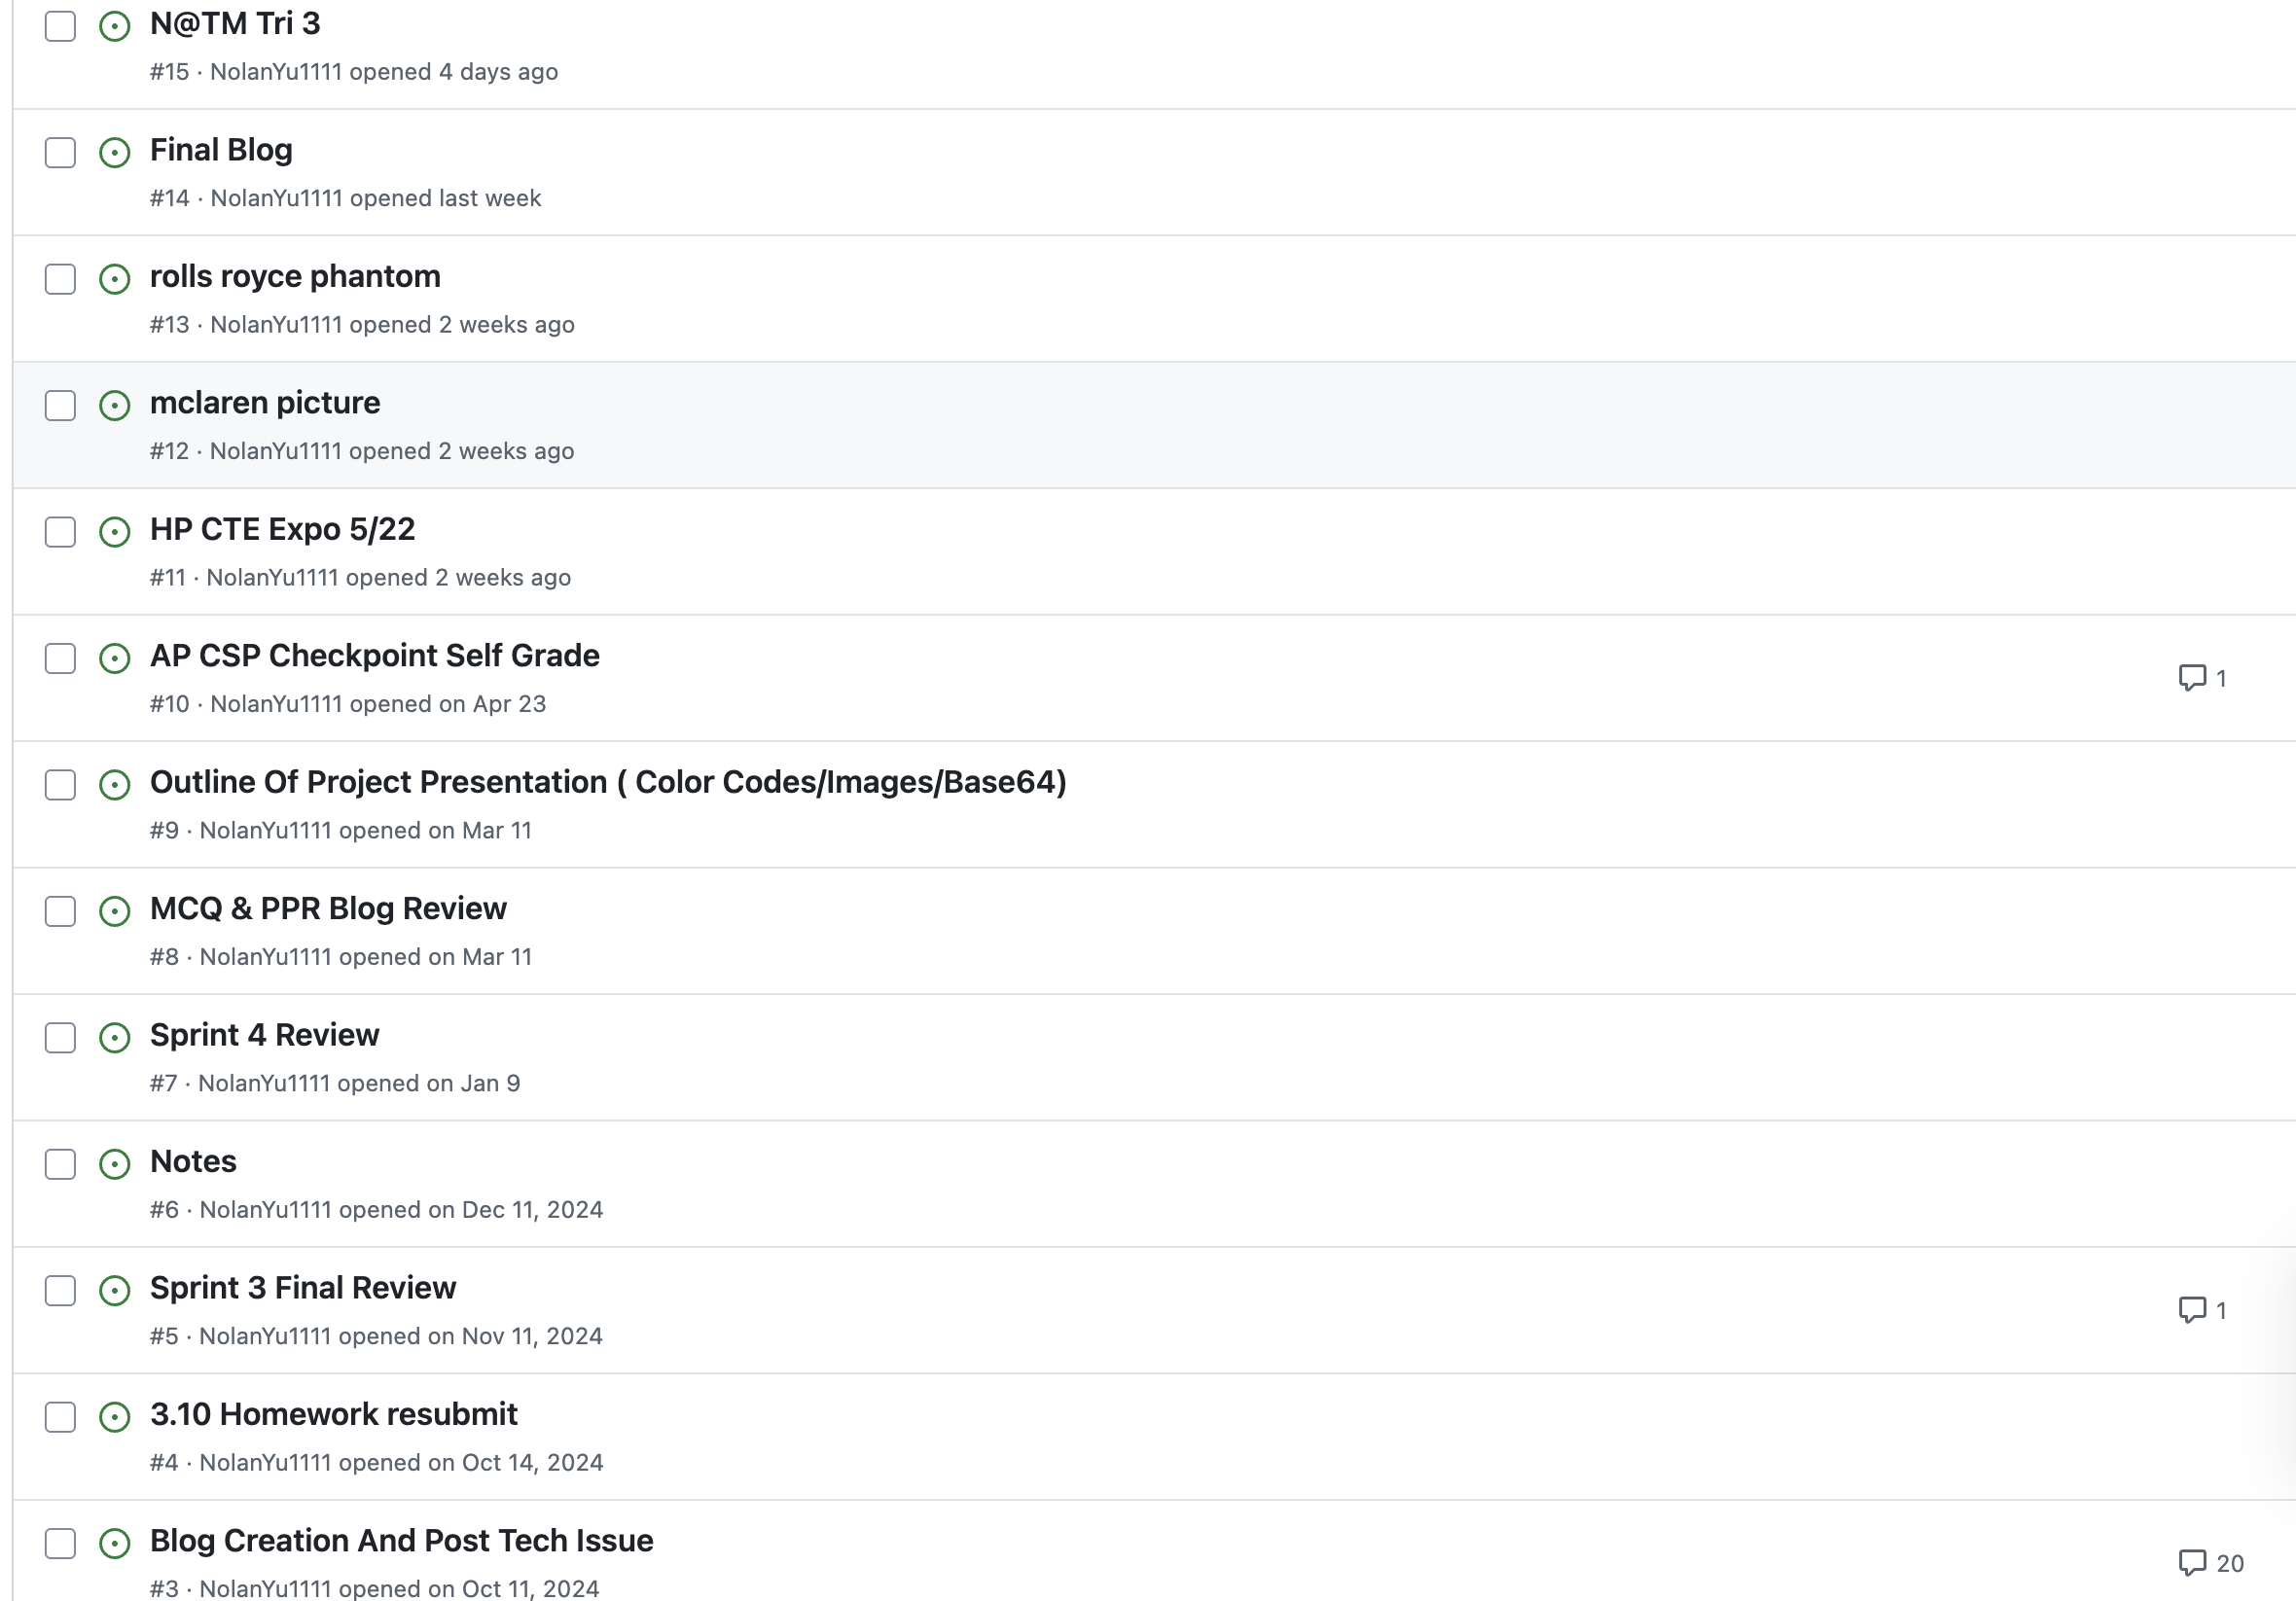 N@TM Tri 3
#15 · NolanYu1111 opened 4 days ago
Final Blog
#14 · NolanYu1111 opened last week
rolls royce phantom
#13 · NolanYu1111 opened 2 weeks ago
mclaren picture
#12 · NolanYu1111 opened 2 weeks ago
HP CTE Expo 5/22
#11 · NolanYu1111 opened 2 weeks ago
AP CSP Checkpoint Self Grade
1
#10 · NolanYu1111 opened on Apr 23
Outline Of Project Presentation ( Color Codes/Images/Base64)
#9 · NolanYu1111 opened on Mar 11
MCQ & PPR Blog Review
#8 · NolanYu1111 opened on Mar 11
Sprint 4 Review
#7 · NolanYu1111 opened on Jan 9
Notes
#6 · NolanYu1111 opened on Dec 11, 2024
Sprint 3 Final Review
1
#5 · NolanYu1111 opened on Nov 11, 2024
3.10 Homework resubmit
#4 · NolanYu1111 opened on Oct 14, 2024
Blog Creation And Post Tech Issue
20
#3 · NolanYu1111 opened on Oct 11, 2024